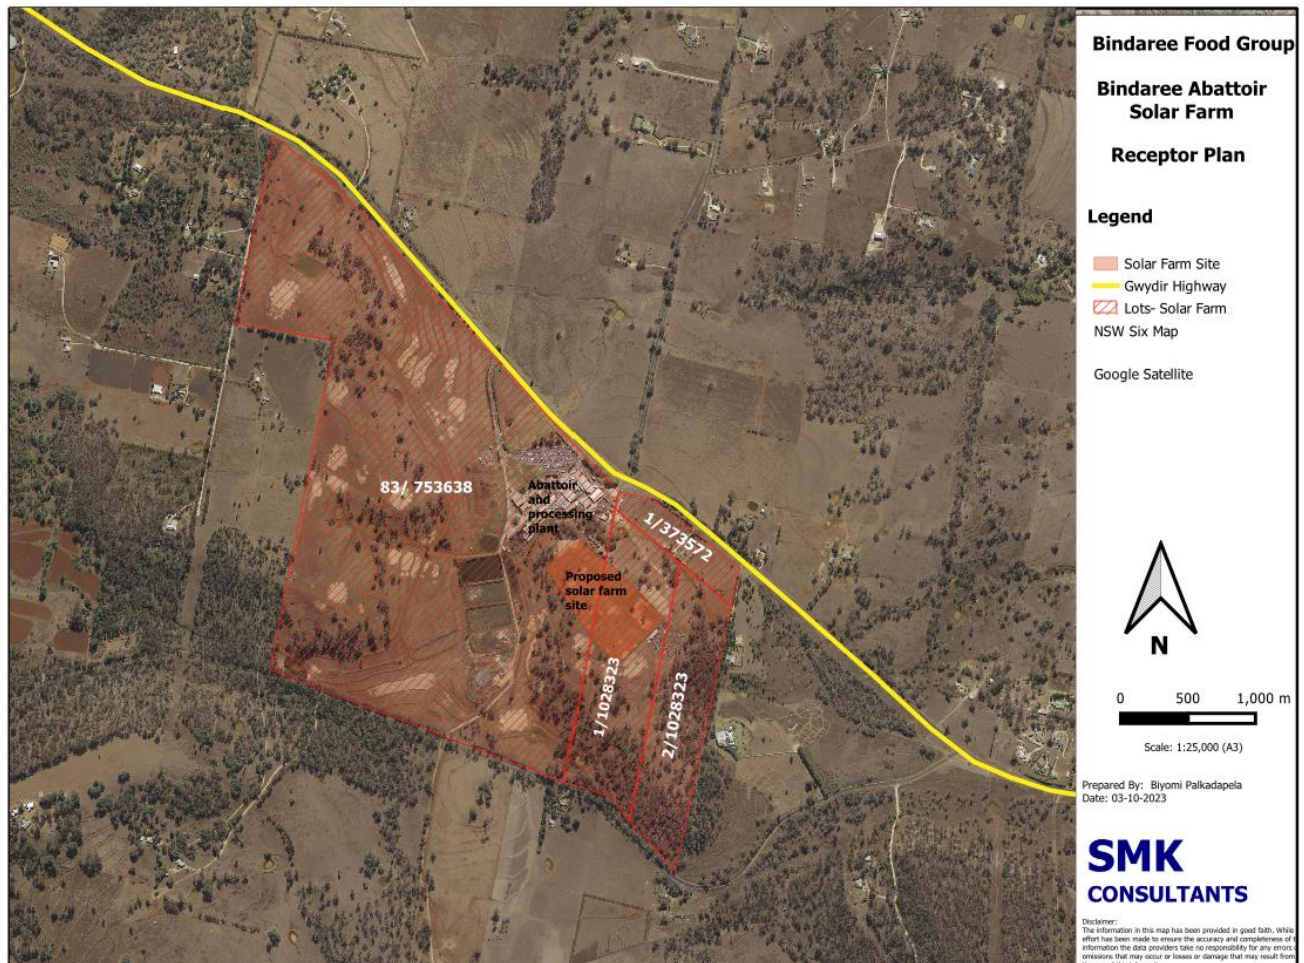 Bindaree Food Group
Bindaree Abattoir
Solar Farm
Receptor Plan
Legend
Solar Farm Site
Gwydir Highway
Lots- Solar Farm
NSW Six Map
Google Satellite
83/ 753638
Abattoir
and
processing
plant
1/373572
Proposed
solar farm
site
1/1028323
2/1028323
N
0 500 1,000 m
Scale: 1:25,000 (A3)
Prepared By: Biyomi Palkadapela
Date: 03-10-2023
SMK
CONSULTANTS
Disclaimer:
The information in this map has been provided in good faith. While
effort has been made to ensure the accuracy and completeness of
information the data providers take no responsibility for any errors
omissions that may occur or losses or damage that may result from